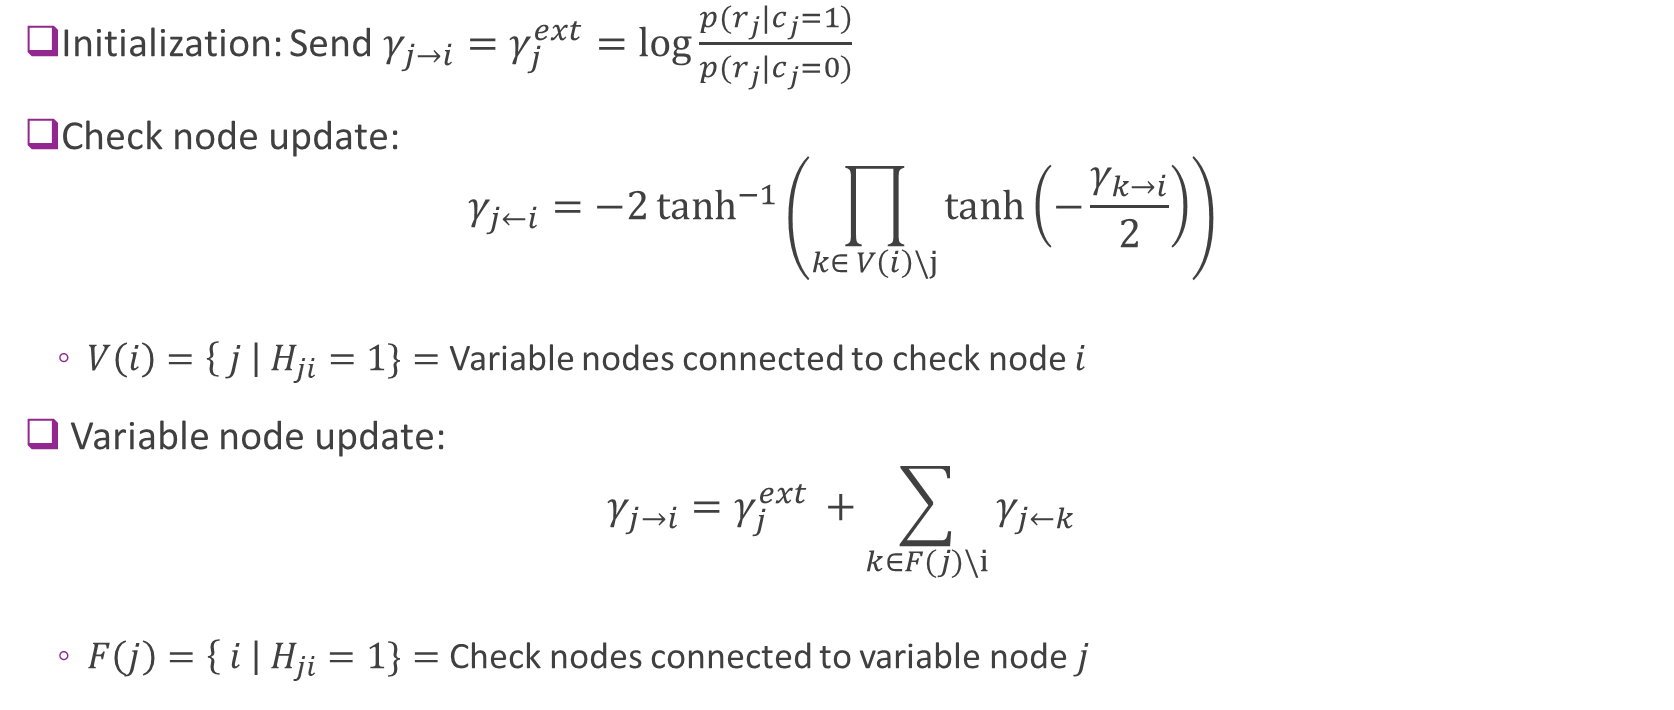 ❑Initialization: Send γ_{j→i} = γ_j^{ext} = log p(r_j|c_j=1) / p(r_j|c_j=0)
❑Check node update:
γ_{j←i} = −2 tanh^{−1} ( ∏_{k∈ V(i)\j} tanh ( − γ_{k→i} / 2 ) )
◦ V(i) = { j | H_{ji} = 1} = Variable nodes connected to check node i
❑ Variable node update:
γ_{j→i} = γ_j^{ext} + ∑_{k∈F(j)\i} γ_{j←k}
◦ F(j) = { i | H_{ji} = 1} = Check nodes connected to variable node j